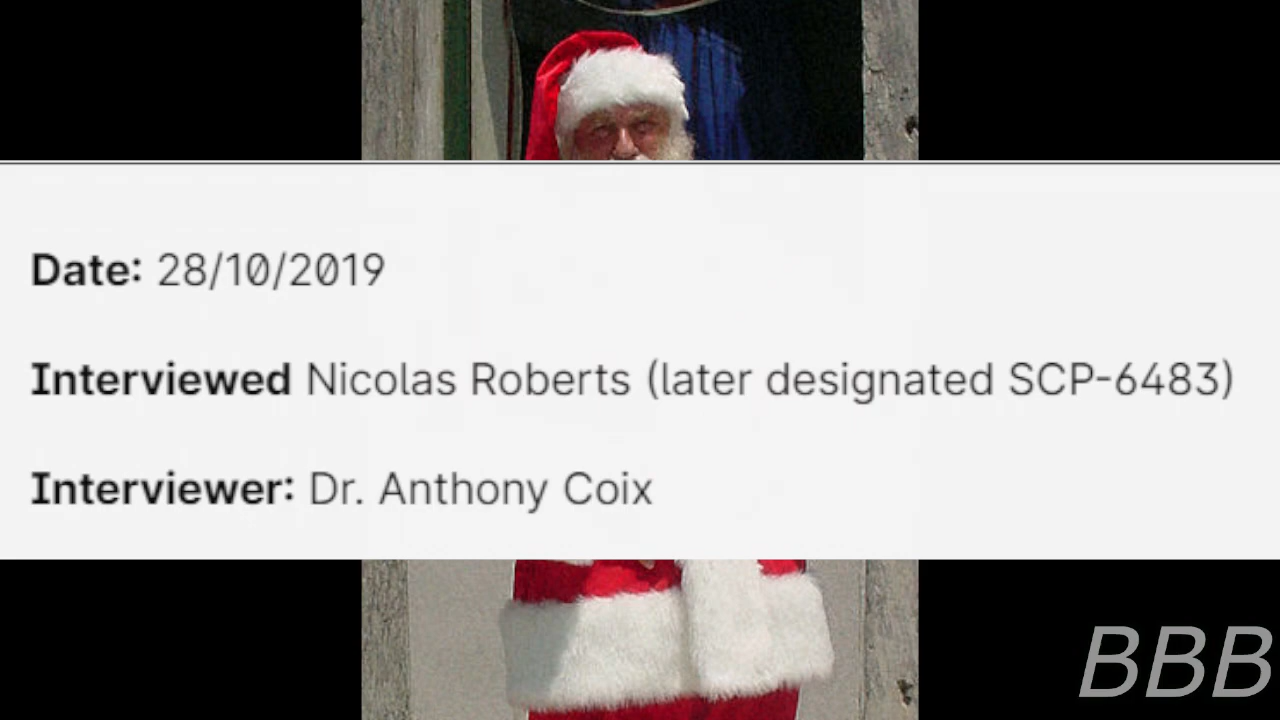 Date: 28/10/2019
Interviewed Nicolas Roberts (later designated SCP-6483)
Interviewer: Dr. Anthony Coix
BBB